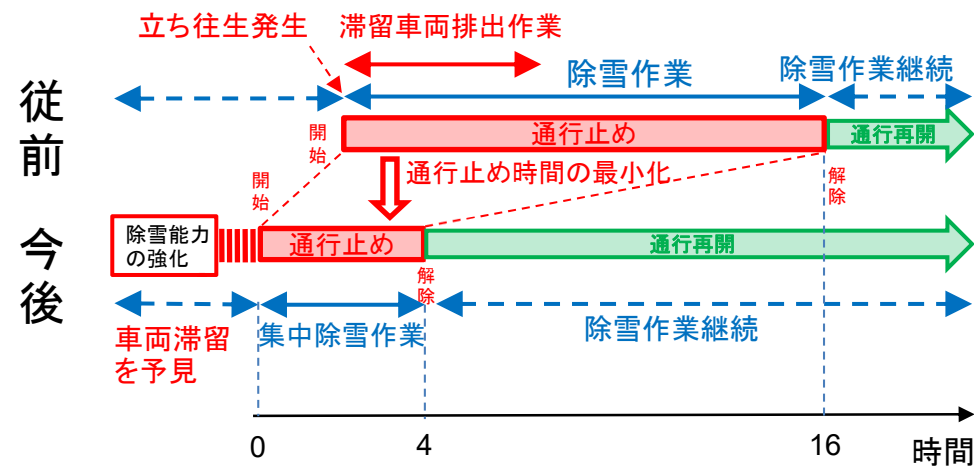 立ち往生発生
滞留車両排出作業
従前
除雪作業
除雪作業継続
開始
通行止め
通行再開
通行止め時間の最小化
解除
開始
今後
除雪能力
の強化
通行止め
通行再開
解除
車両滞留
を予見
集中除雪作業
除雪作業継続
0
4
16
時間